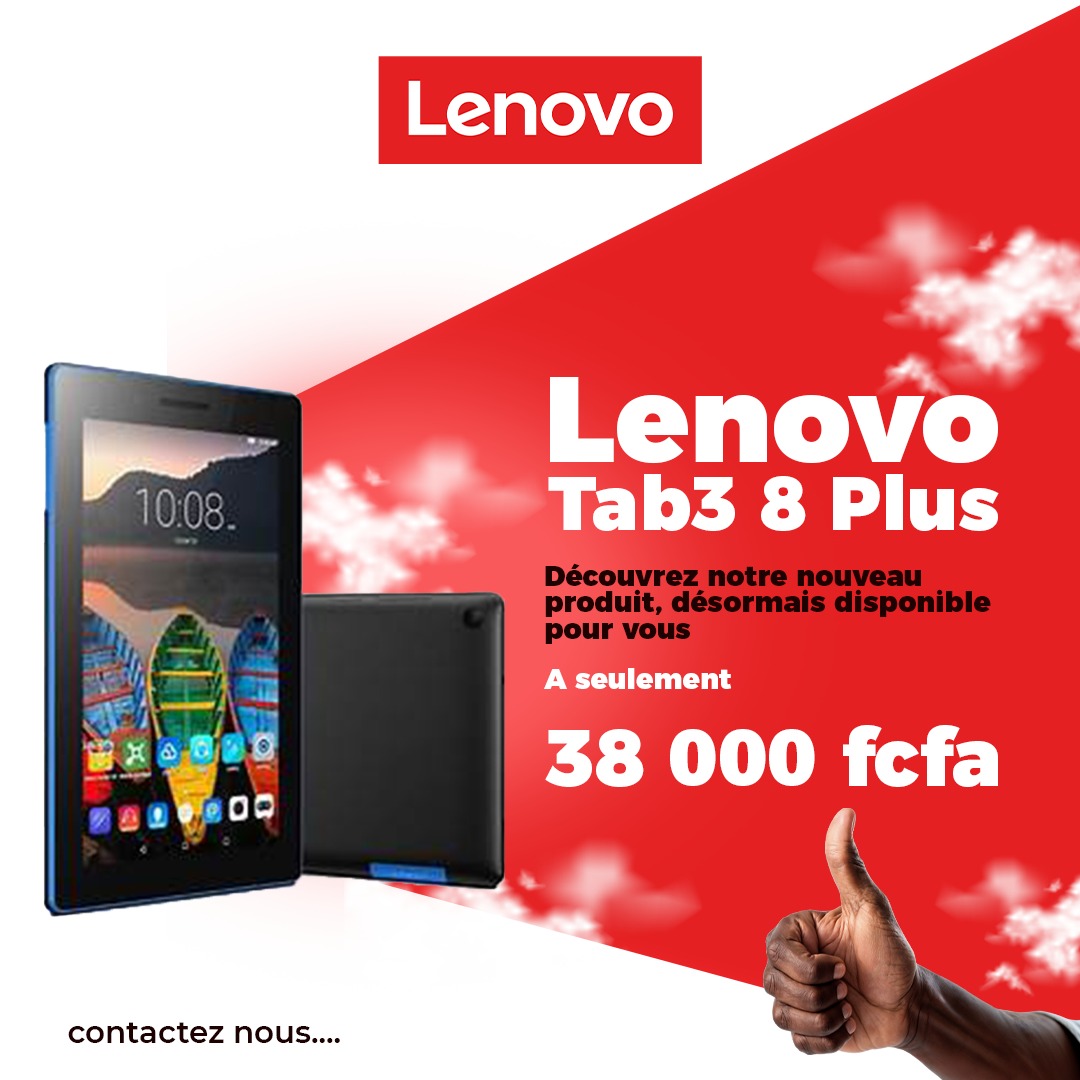 Lenovo
10:08
Lenovo
Tab3 8 Plus
Découvrez notre nouveau
produit, désormais disponible
pour vous
A seulement
38 000 fcfa
contactez nous....